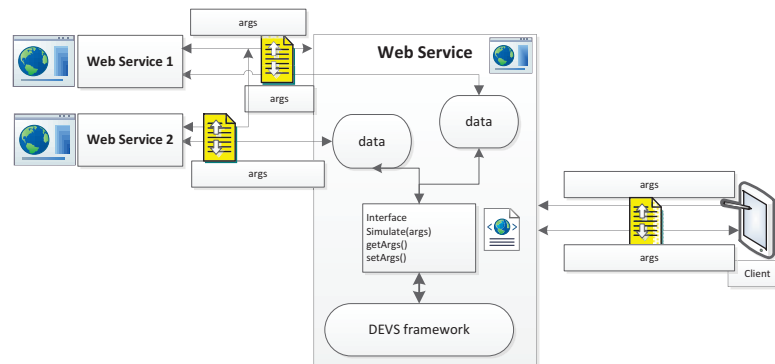 args
Web Service 1
Web Service
args
data
Web Service 2
data
args
args
Interface
Simulate(args)
getArgs()
setArgs()
args
Client
DEVS framework